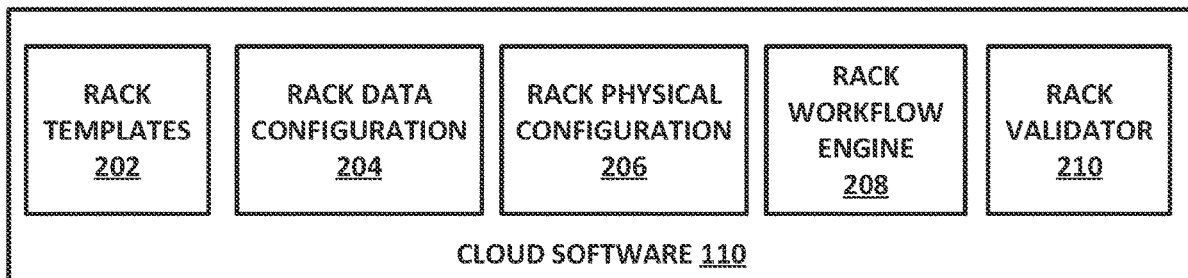 RACK
TEMPLATES
202
RACK DATA
CONFIGURATION
204
RACK PHYSICAL
CONFIGURATION
206
RACK
WORKFLOW
ENGINE
208
RACK
VALIDATOR
210
CLOUD SOFTWARE 110